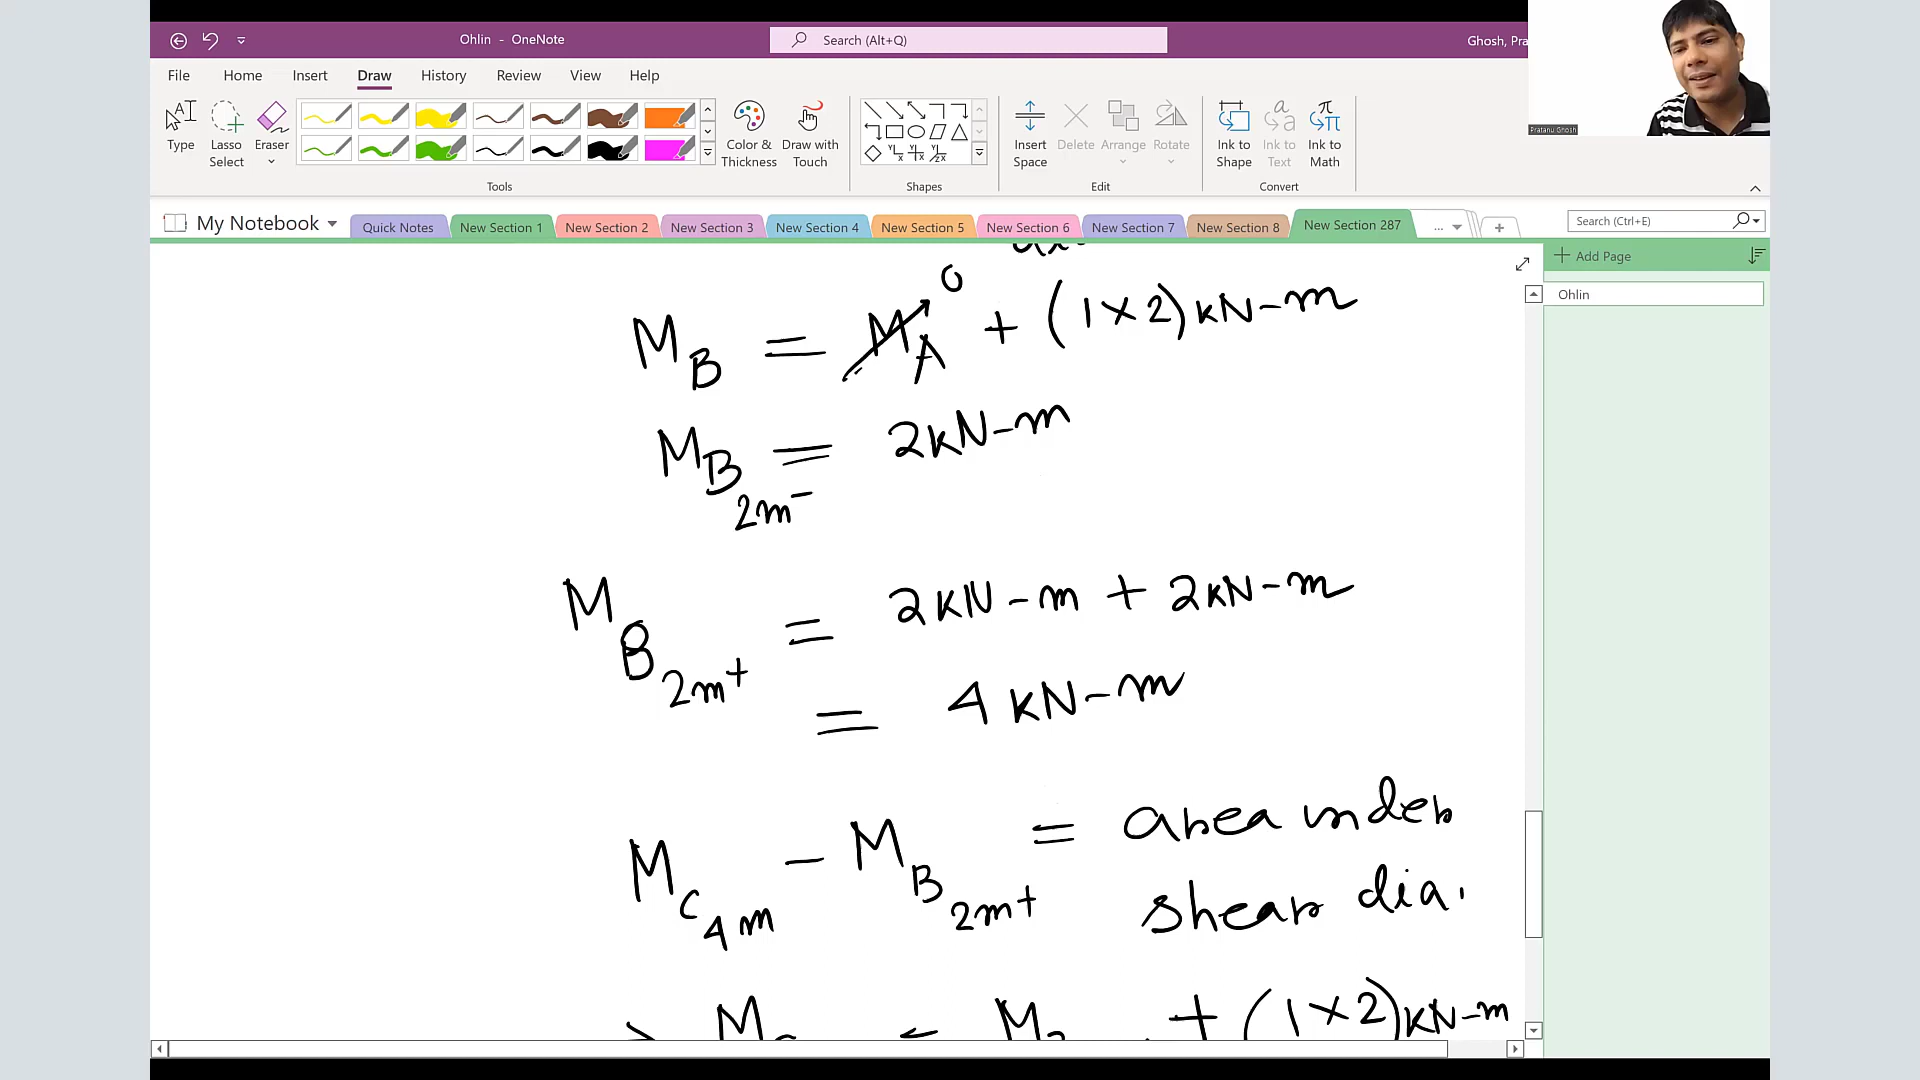 Ohlin - OneNote
Search (Alt+Q)
Ghosh, Pra
File Home Insert Draw History Review View Help
Type
Lasso Select
Eraser
Color & Thickness
Draw with Touch
Insert Space
Delete
Arrange
Rotate
Ink to Shape
Ink to Text
Ink to Math
Tools Shapes Edit Convert
Pratanu Ghosh
My Notebook
Quick Notes New Section 1 New Section 2 New Section 3 New Section 4 New Section 5 New Section 6 New Section 7 New Section 8 New Section 287 ...
Search (Ctrl+E)
Add Page
Ohlin
M_B = M_A 0 + (1×2) kN-m
M_B 2m⁻ = 2kN-m
M_B 2m⁺ = 2kN-m + 2kN-m
= 4 kN-m
M_C 4m - M_B 2m⁺ = area under
shear dia.
+ (1×2) kN-m